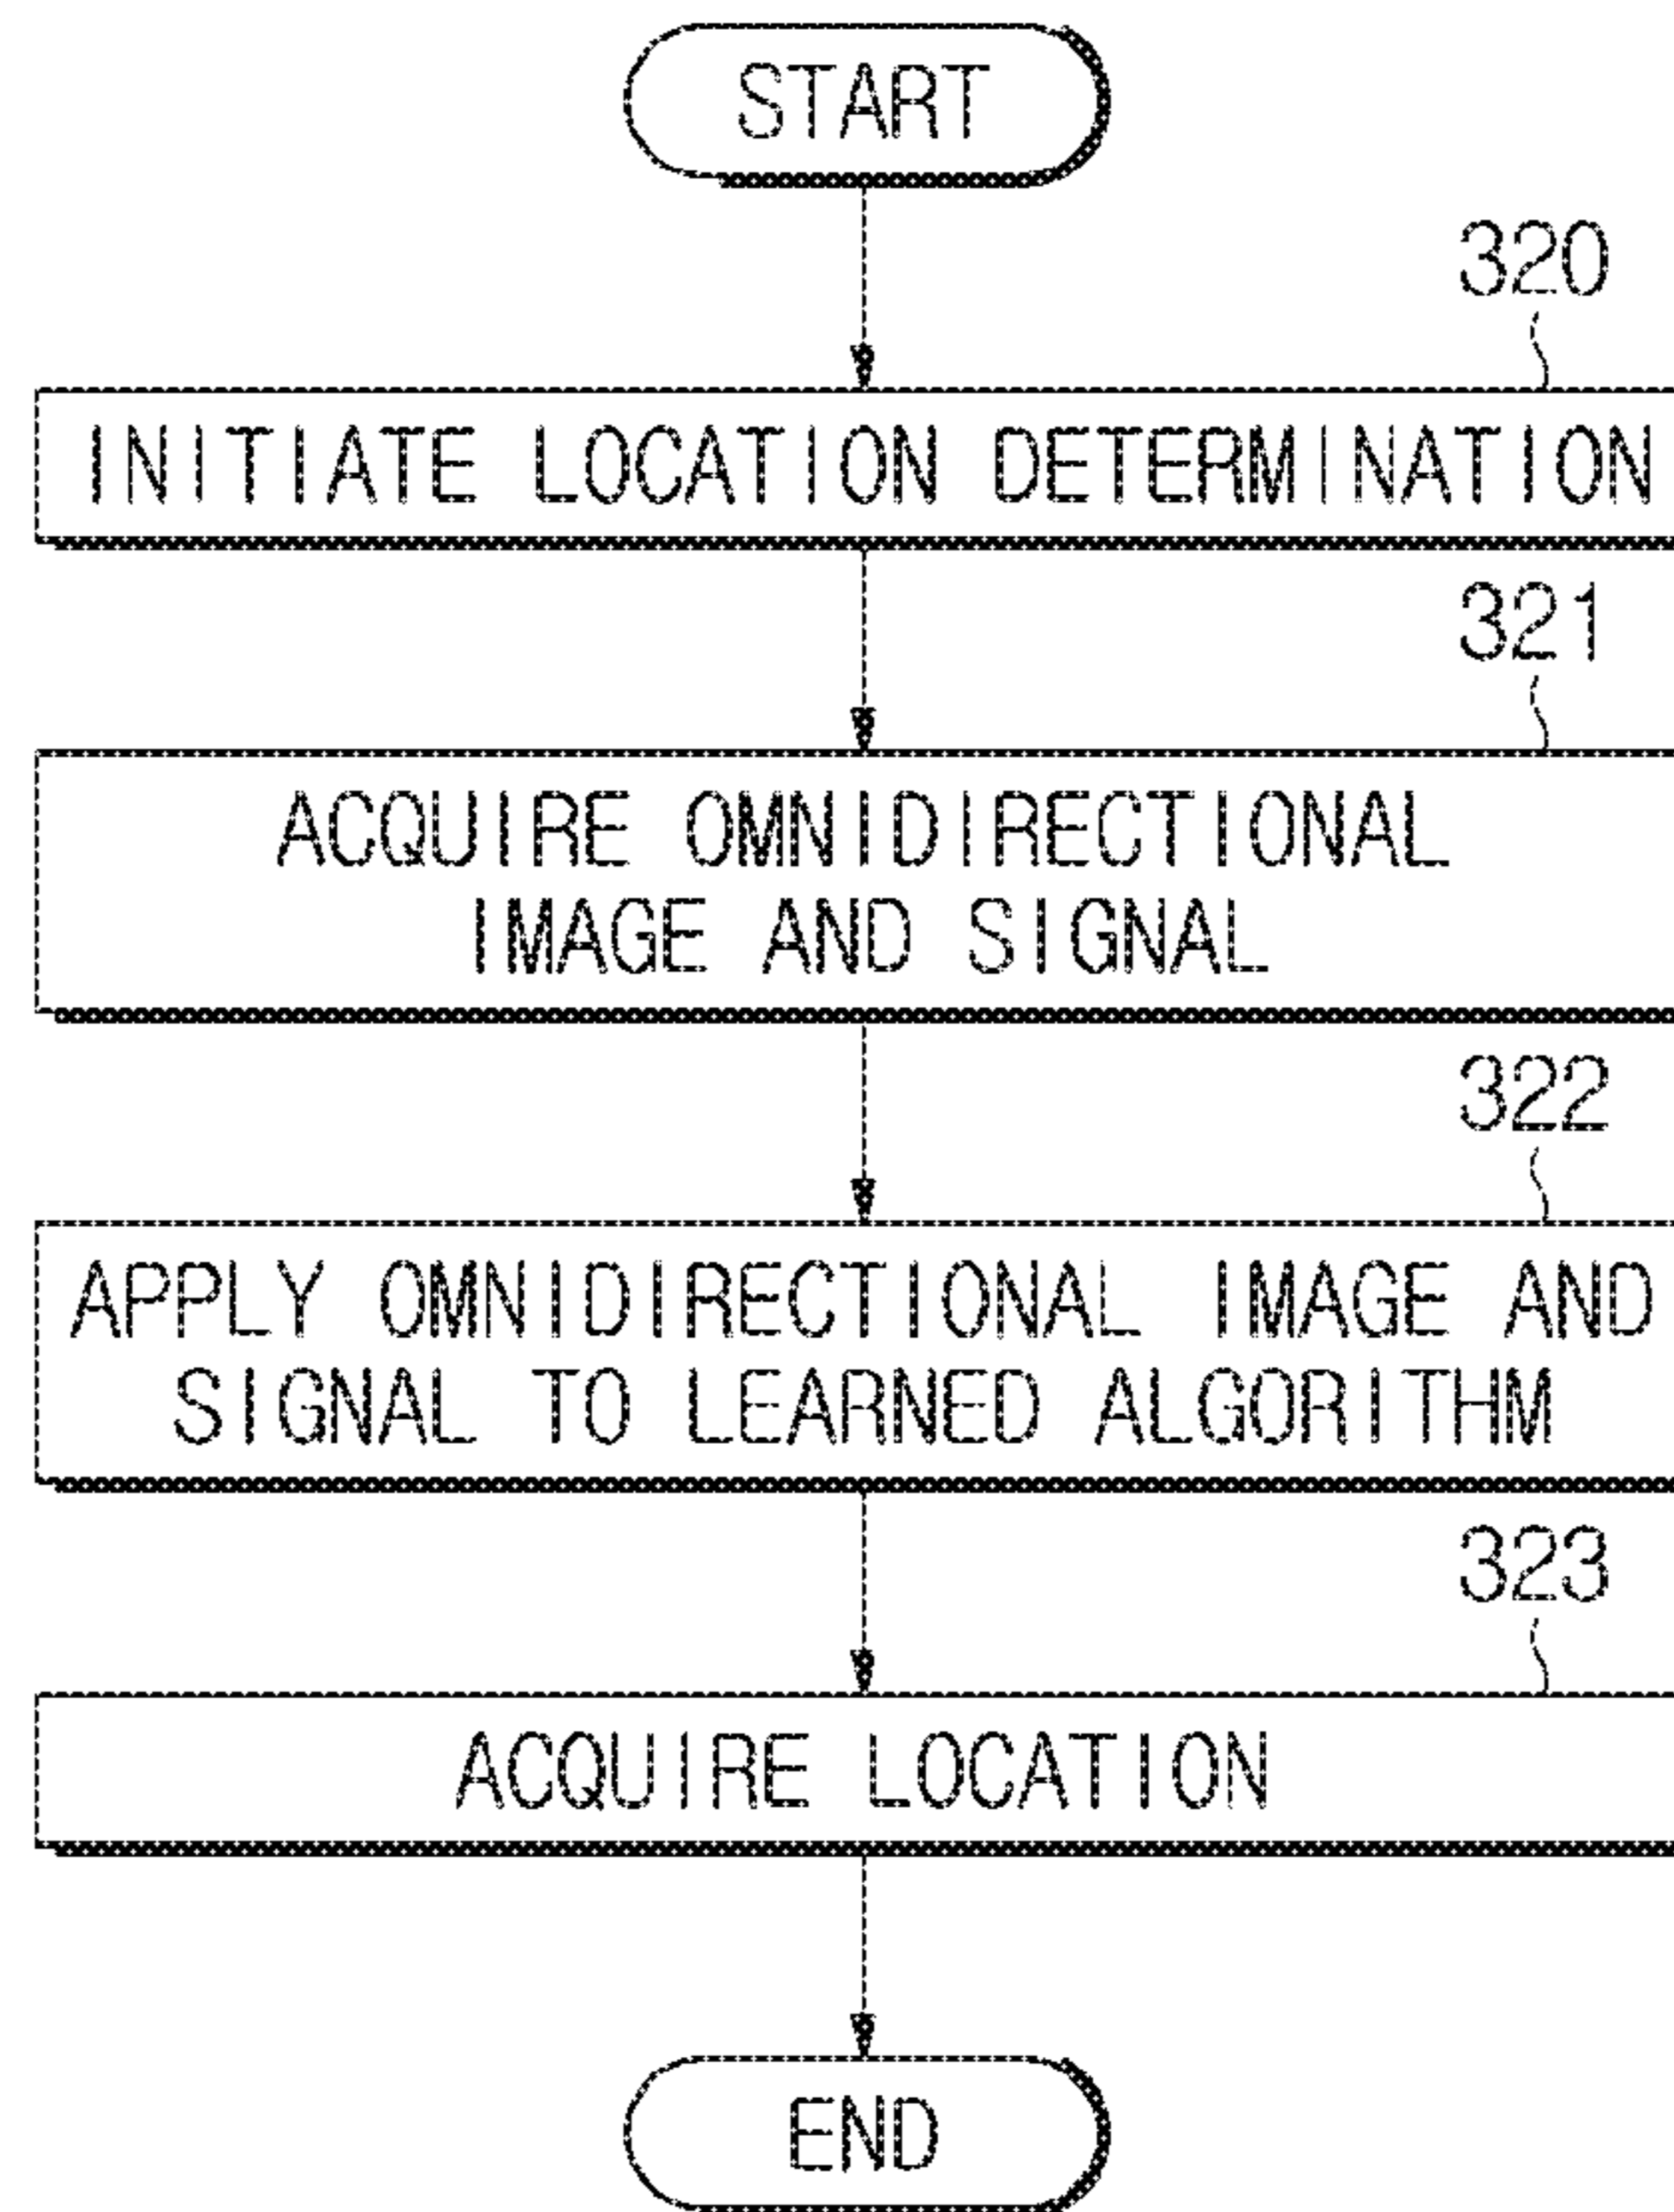 START
320
INITIATE LOCATION DETERMINATION
321
ACQUIRE OMNIDIRECTIONAL
IMAGE AND SIGNAL
322
APPLY OMNIDIRECTIONAL IMAGE AND
SIGNAL TO LEARNED ALGORITHM
323
ACQUIRE LOCATION
END